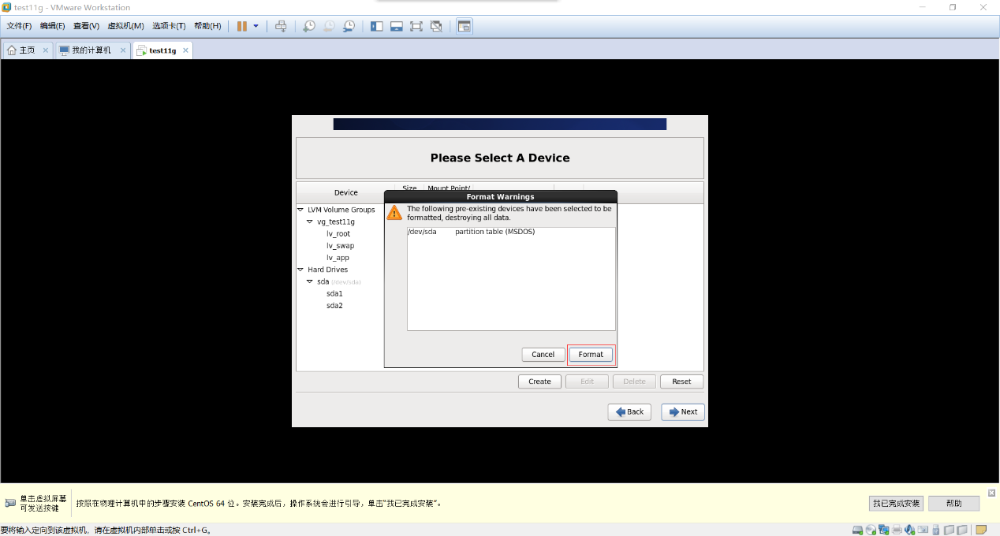 test11g - VMware Workstation
文件(F) 编辑(E) 查看(V) 虚拟机(M) 选项卡(T) 帮助(H)
主页 我的计算机 test11g
Please Select A Device
Device Size Mount Point/
Format Warnings
The following pre-existing devices have been selected to be
formatted, destroying all data.
/dev/sda partition table (MSDOS)
LVM Volume Groups
vg_test11g
lv_root
lv_swap
lv_app
Hard Drives
sda (/dev/sda)
sda1
sda2
Cancel Format
Create Edit Delete Reset
Back Next
单击虚拟屏幕
可发送按键
按照在物理计算机中的步骤安装 CentOS 64 位。安装完成后，操作系统会进行引导，单击“我已完成安装”。
我已完成安装 帮助
要将输入定向到该虚拟机，请在虚拟机内部单击或按 Ctrl+G。